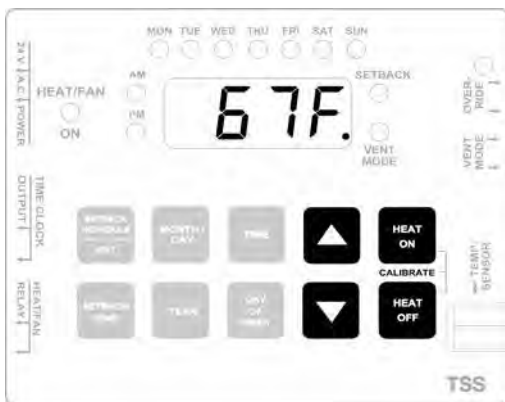 MON TUE WED THU FRI SAT SUN
24 V. A.C. POWER
HEAT/FAN
ON
AM
PM
67F.
SETBACK
VENT
MODE
OVER-
RIDE
VENT
MODE
TIME CLOCK
OUTPUT
HEAT/FAN
RELAY
SETBACK
SCHEDULE
MONTH /
DAY
TIME
HEAT
ON
CALIBRATE
TEMP.
SENSOR
YEAR
DAY
OF
WEEK
HEAT
OFF
TSS